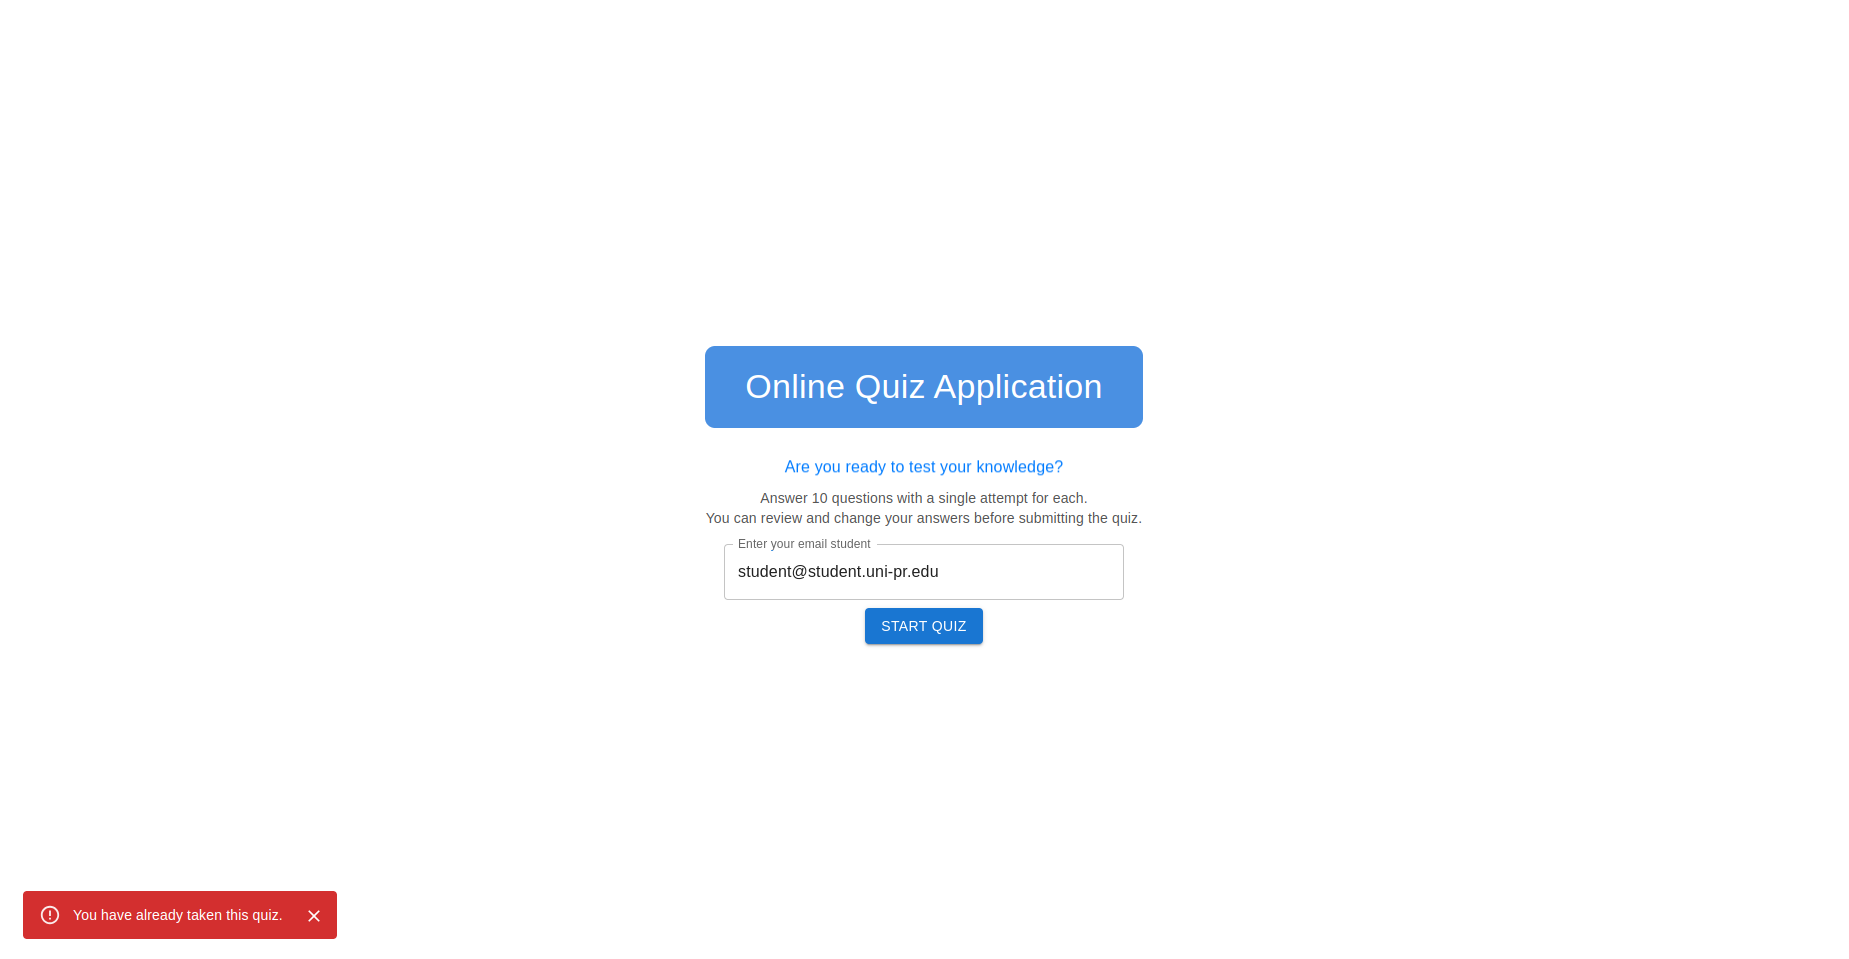 Online Quiz Application
Are you ready to test your knowledge?
Answer 10 questions with a single attempt for each.
You can review and change your answers before submitting the quiz.
Enter your email student
student@student.uni-pr.edu
START QUIZ
You have already taken this quiz.